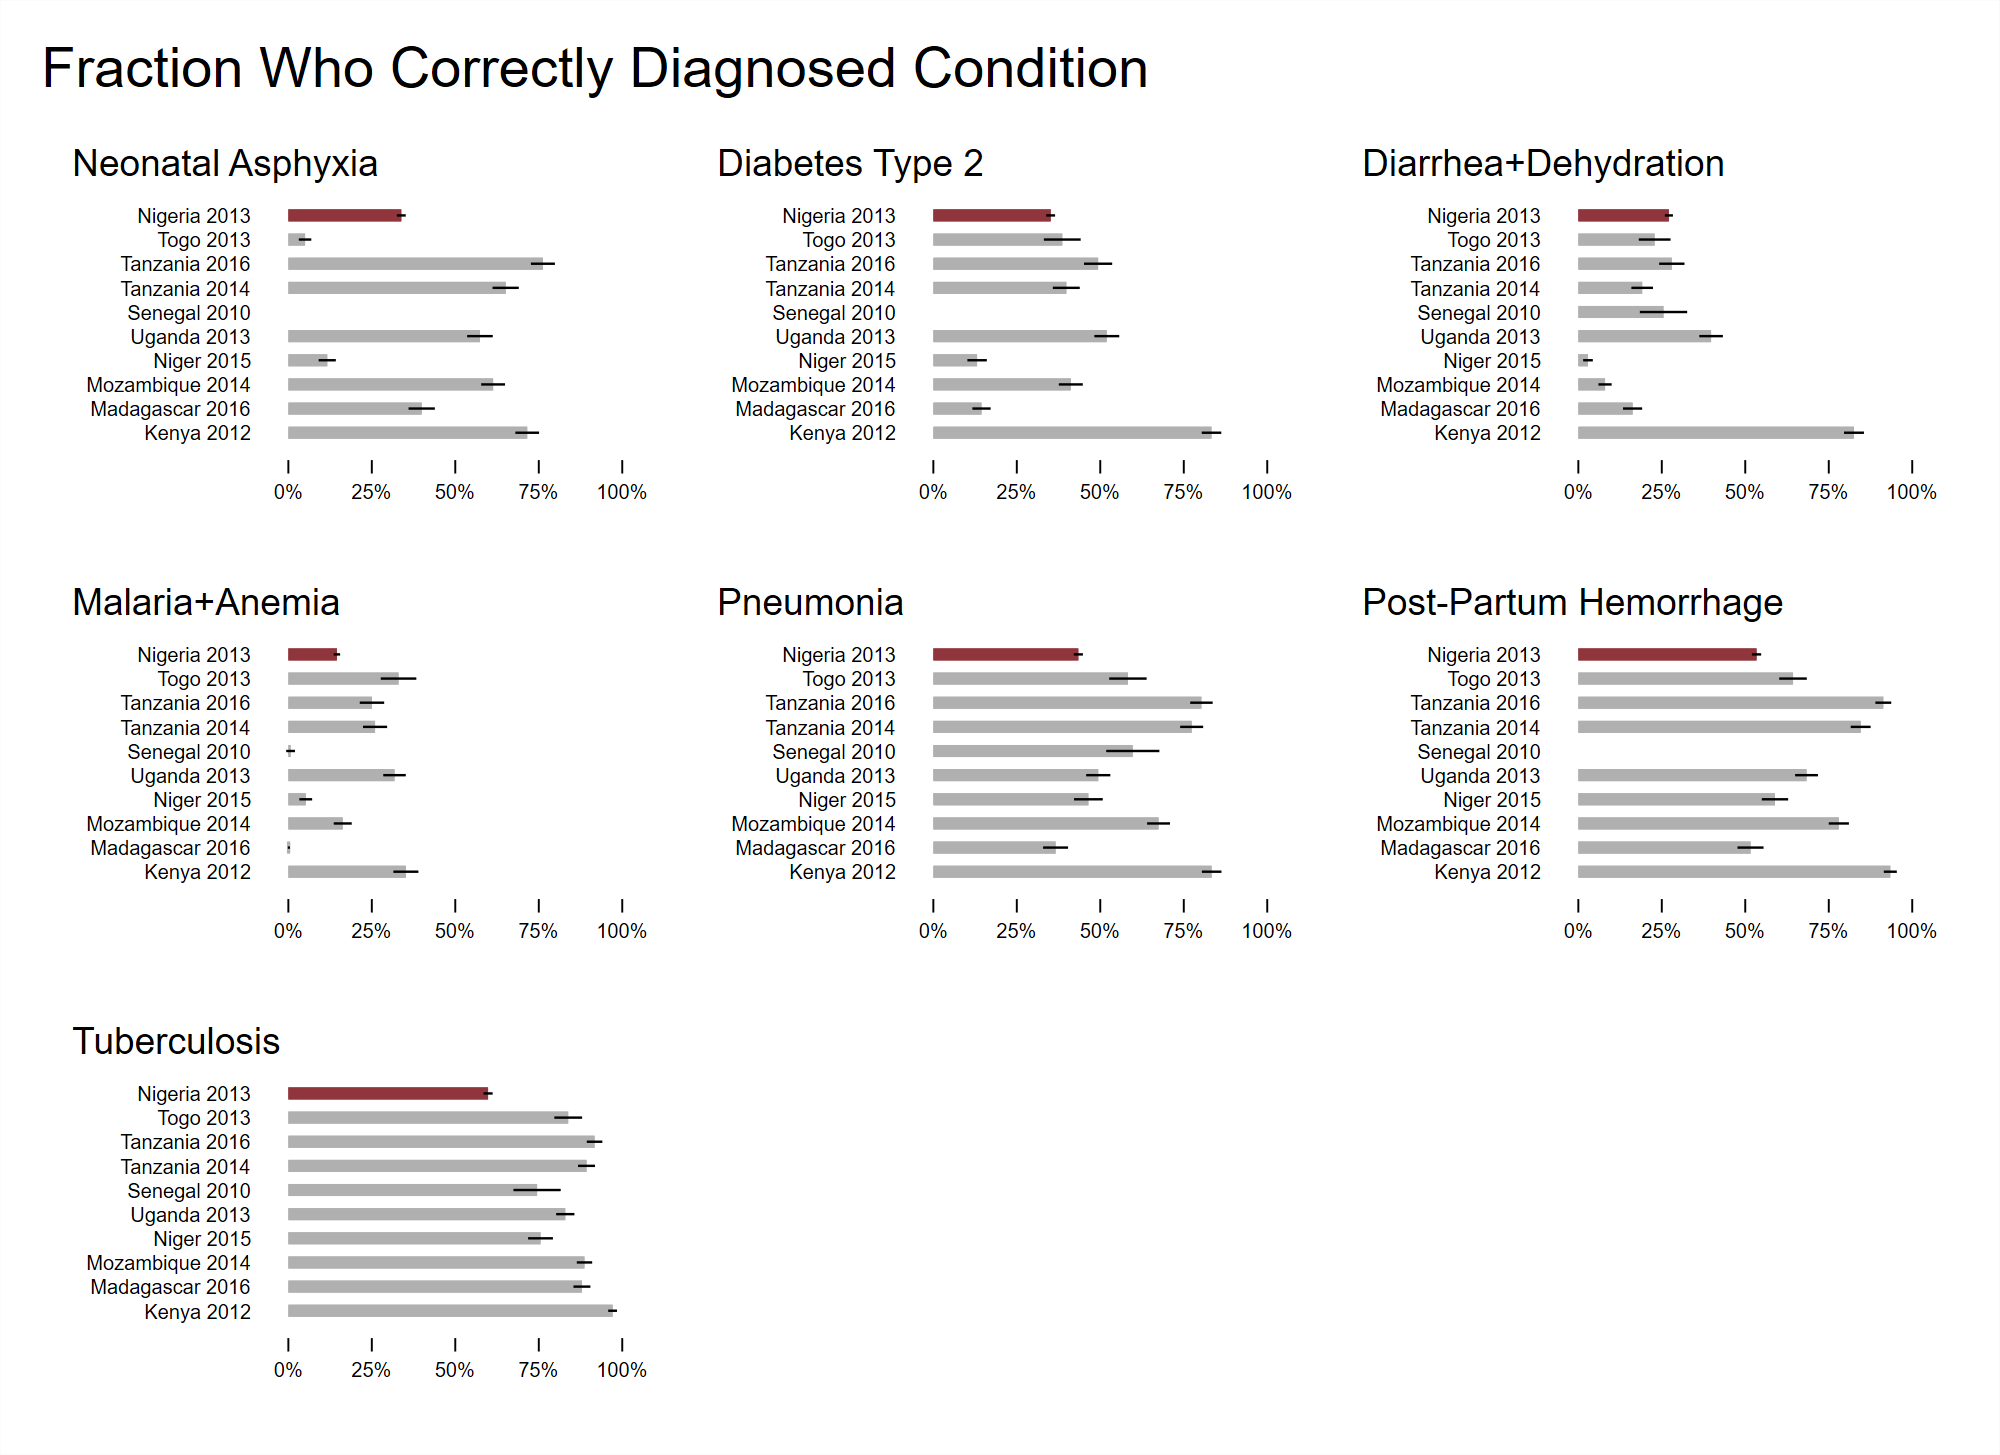 Fraction Who Correctly Diagnosed Condition
Neonatal Asphyxia
Nigeria 2013
Togo 2013
Tanzania 2016
Tanzania 2014
Senegal 2010
Uganda 2013
Niger 2015
Mozambique 2014
Madagascar 2016
Kenya 2012
0% 25% 50% 75% 100%
Diabetes Type 2
Nigeria 2013
Togo 2013
Tanzania 2016
Tanzania 2014
Senegal 2010
Uganda 2013
Niger 2015
Mozambique 2014
Madagascar 2016
Kenya 2012
0% 25% 50% 75% 100%
Diarrhea+Dehydration
Nigeria 2013
Togo 2013
Tanzania 2016
Tanzania 2014
Senegal 2010
Uganda 2013
Niger 2015
Mozambique 2014
Madagascar 2016
Kenya 2012
0% 25% 50% 75% 100%
Malaria+Anemia
Nigeria 2013
Togo 2013
Tanzania 2016
Tanzania 2014
Senegal 2010
Uganda 2013
Niger 2015
Mozambique 2014
Madagascar 2016
Kenya 2012
0% 25% 50% 75% 100%
Pneumonia
Nigeria 2013
Togo 2013
Tanzania 2016
Tanzania 2014
Senegal 2010
Uganda 2013
Niger 2015
Mozambique 2014
Madagascar 2016
Kenya 2012
0% 25% 50% 75% 100%
Post-Partum Hemorrhage
Nigeria 2013
Togo 2013
Tanzania 2016
Tanzania 2014
Senegal 2010
Uganda 2013
Niger 2015
Mozambique 2014
Madagascar 2016
Kenya 2012
0% 25% 50% 75% 100%
Tuberculosis
Nigeria 2013
Togo 2013
Tanzania 2016
Tanzania 2014
Senegal 2010
Uganda 2013
Niger 2015
Mozambique 2014
Madagascar 2016
Kenya 2012
0% 25% 50% 75% 100%